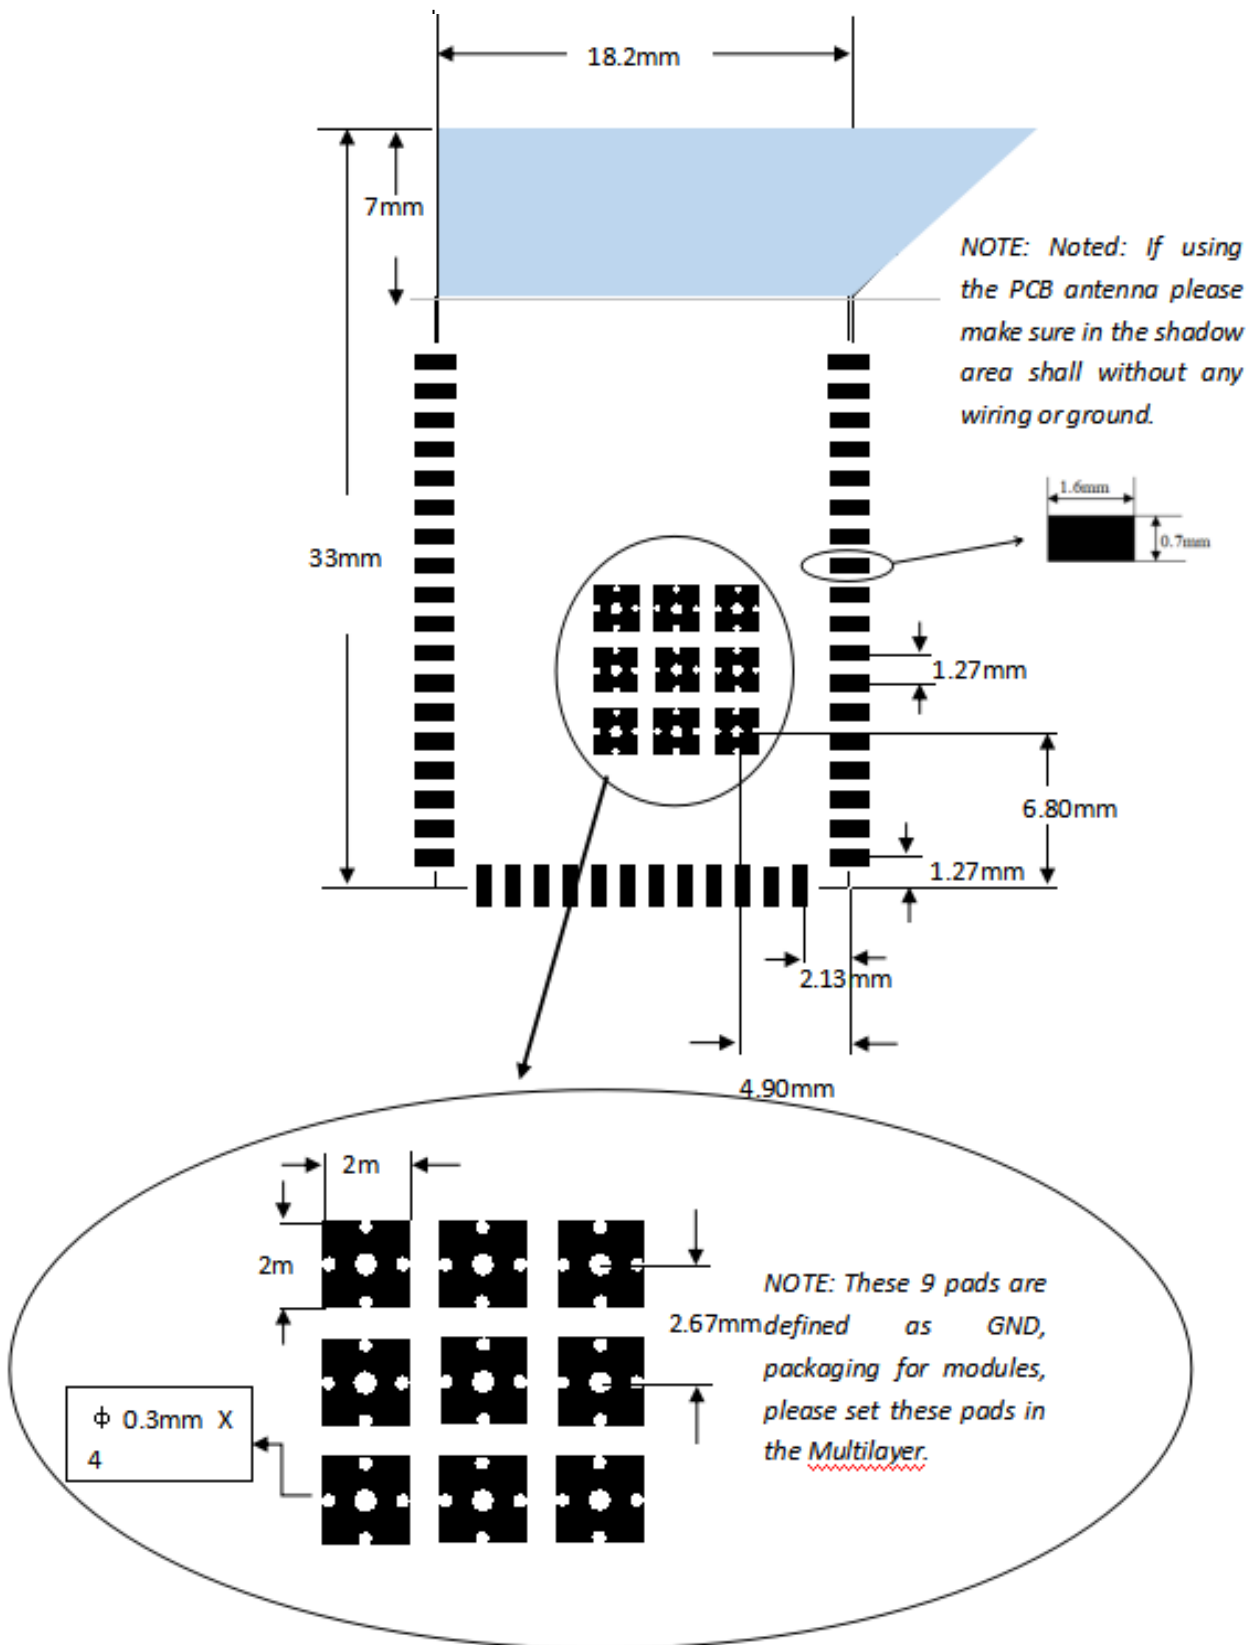 18.2mm
7mm
NOTE: Noted: If using
the PCB antenna please
make sure in the shadow
area shall without any
wiring or ground.
1.6mm
0.7mm
33mm
1.27mm
6.80mm
1.27mm
2.13mm
4.90mm
2m
2m
2.67mm
NOTE: These 9 pads are
defined as GND,
packaging for modules,
please set these pads in
the Multilayer.
ϕ 0.3mm X
4